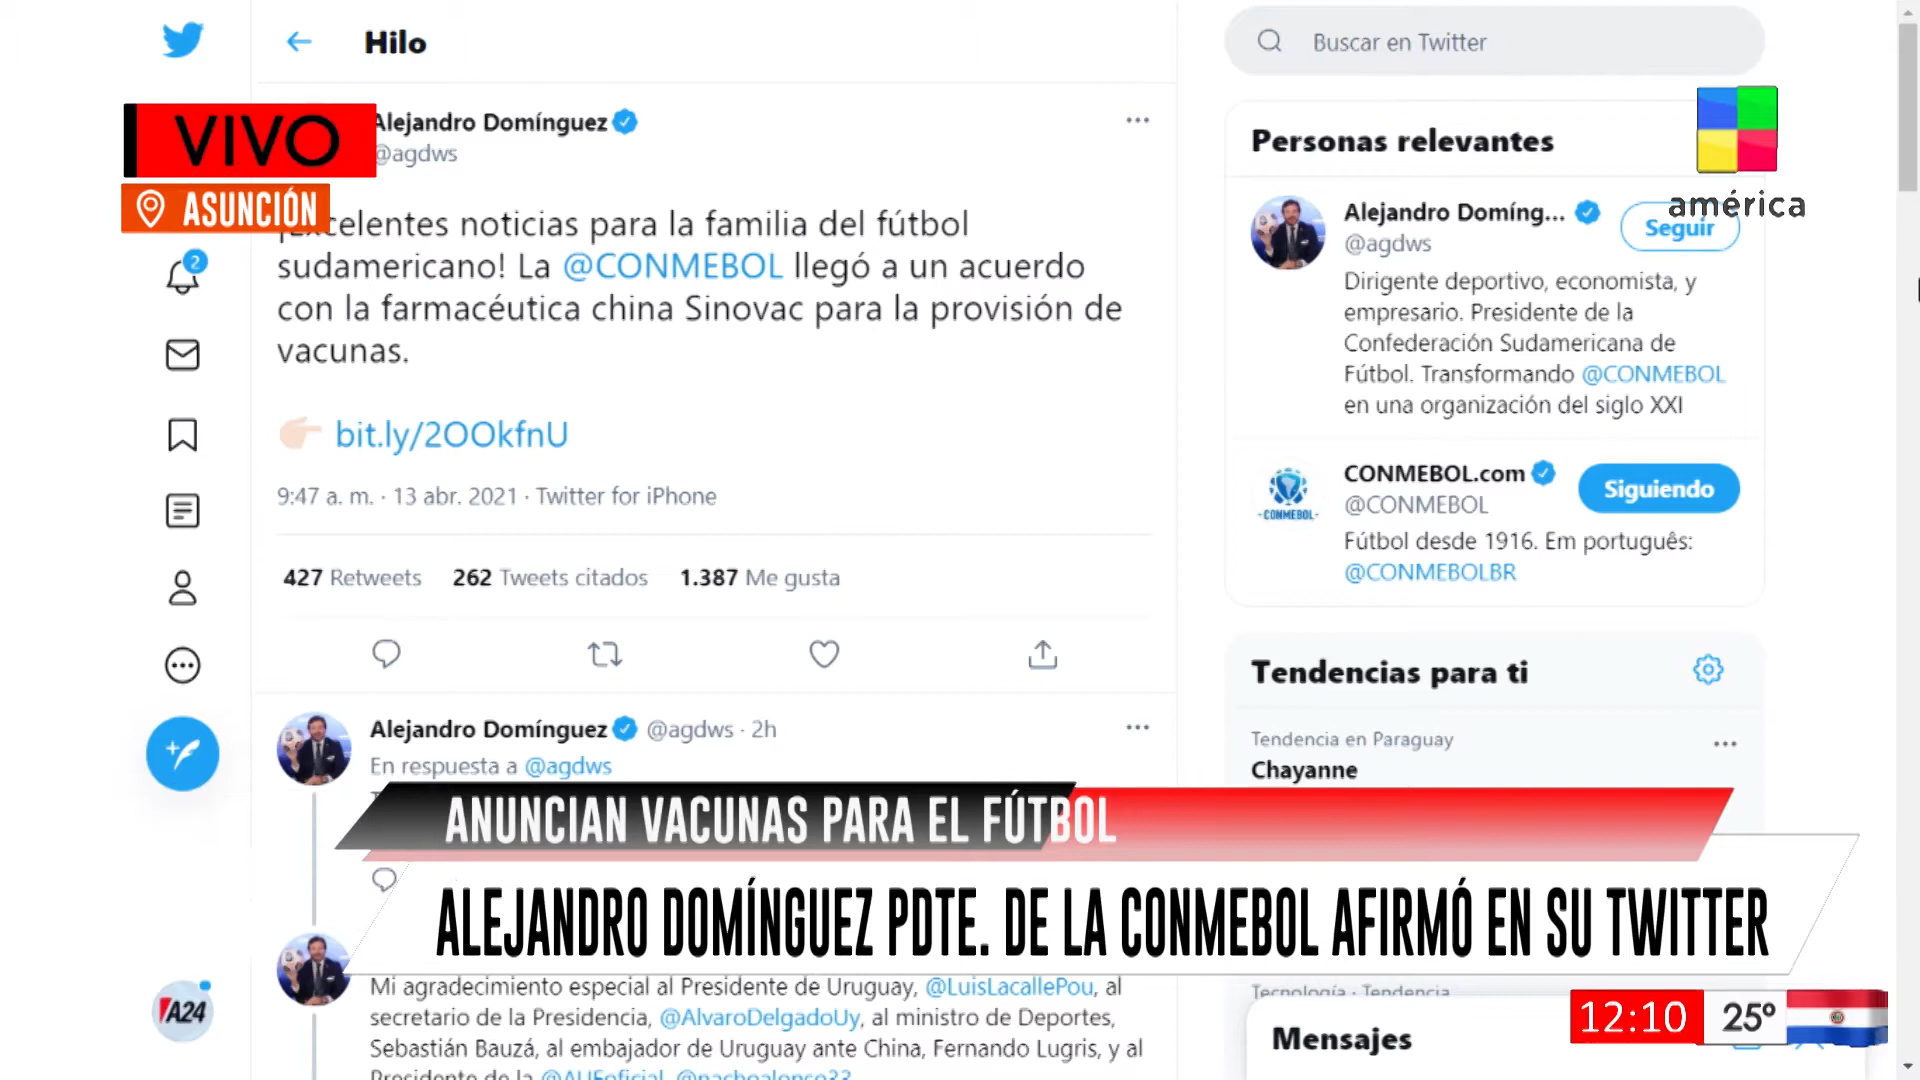 Hilo
Buscar en Twitter
VIVO
ASUNCIÓN
Alejandro Domínguez
@agdws
¡Excelentes noticias para la familia del fútbol
sudamericano! La @CONMEBOL llegó a un acuerdo
con la farmacéutica china Sinovac para la provisión de
vacunas.
bit.ly/2OOkfnU
9:47 a. m. · 13 abr. 2021 · Twitter for iPhone
427 Retweets 262 Tweets citados 1.387 Me gusta
2
Alejandro Domínguez @agdws · 2h
En respuesta a @agdws
Mi agradecimiento especial al Presidente de Uruguay, @LuisLacallePou, al
secretario de la Presidencia, @AlvaroDelgadoUy, al ministro de Deportes,
Sebastián Bauzá, al embajador de Uruguay ante China, Fernando Lugris, y al
Presidente de la @AUFoficial, @nachoalonso33
A24
Personas relevantes
américa
Alejandro Domíng...
@agdws
Seguir
Dirigente deportivo, economista, y
empresario. Presidente de la
Confederación Sudamericana de
Fútbol. Transformando @CONMEBOL
en una organización del siglo XXI
CONMEBOL
CONMEBOL.com
@CONMEBOL
Siguiendo
Fútbol desde 1916. Em português:
@CONMEBOLBR
Tendencias para ti
Tendencia en Paraguay
Chayanne
Tecnología · Tendencia
Mensajes
ANUNCIAN VACUNAS PARA EL FÚTBOL
ALEJANDRO DOMÍNGUEZ PDTE. DE LA CONMEBOL AFIRMÓ EN SU TWITTER
12:10 25º